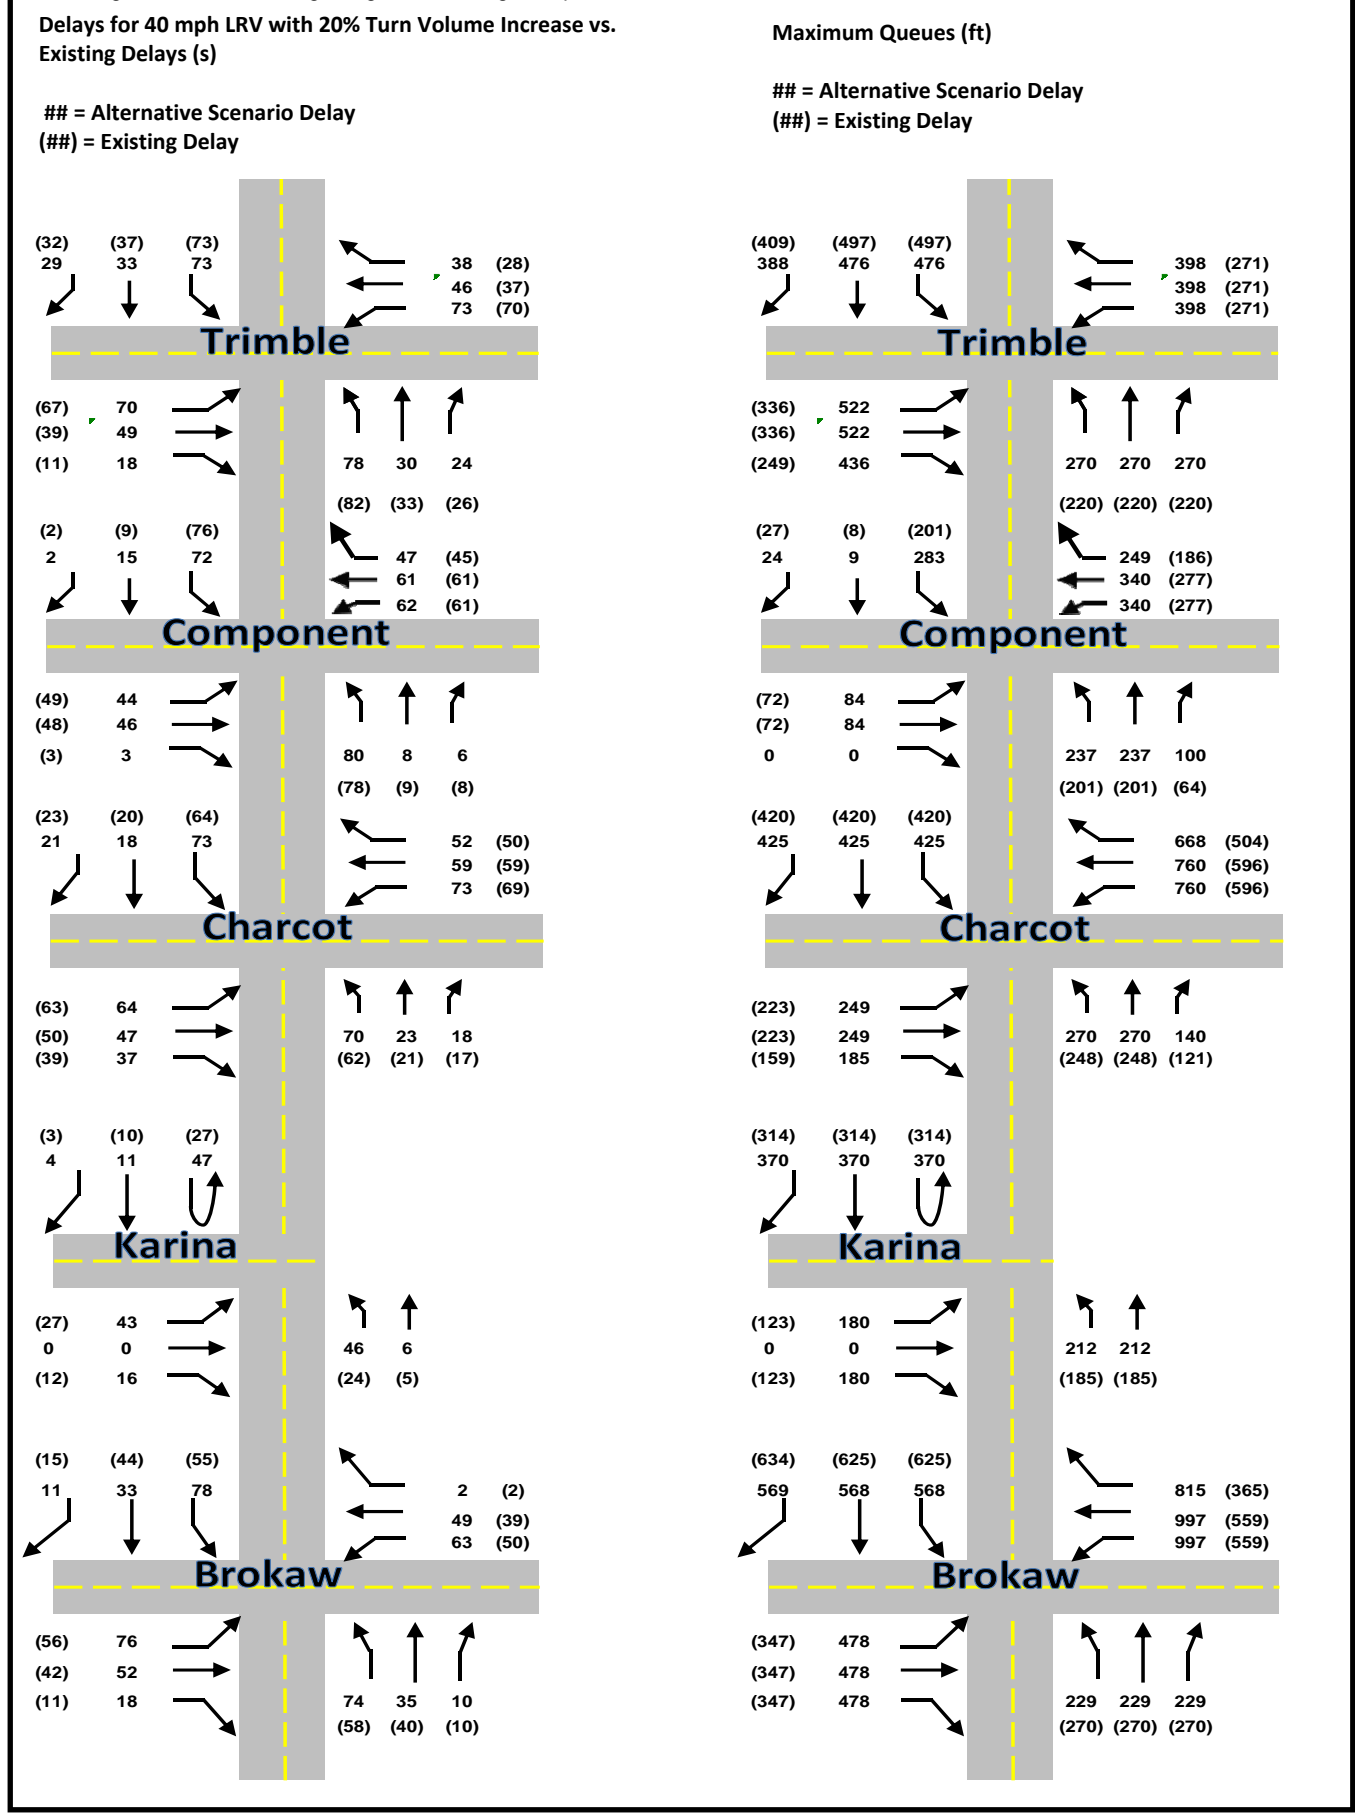 Delays for 40 mph LRV with 20% Turn Volume Increase vs.
Existing Delays (s)
## = Alternative Scenario Delay
(##) = Existing Delay
(32) (37) (73)
29 33 73
38 (28)
46 (37)
73 (70)
Trimble
(67) 70
(39) 49
(11) 18
78 30 24
(82) (33) (26)
(2) (9) (76)
2 15 72
47 (45)
61 (61)
62 (61)
Component
(49) 44
(48) 46
(3) 3
80 8 6
(78) (9) (8)
(23) (20) (64)
21 18 73
52 (50)
59 (59)
73 (69)
Charcot
(63) 64
(50) 47
(39) 37
70 23 18
(62) (21) (17)
(3) (10) (27)
4 11 47
Karina
(27) 43
0 0
(12) 16
46 6
(24) (5)
(15) (44) (55)
11 33 78
2 (2)
49 (39)
63 (50)
Brokaw
(56) 76
(42) 52
(11) 18
74 35 10
(58) (40) (10)
Maximum Queues (ft)
## = Alternative Scenario Delay
(##) = Existing Delay
(409) (497) (497)
388 476 476
398 (271)
398 (271)
398 (271)
Trimble
(336) 522
(336) 522
(249) 436
270 270 270
(220) (220) (220)
(27) (8) (201)
24 9 283
249 (186)
340 (277)
340 (277)
Component
(72) 84
(72) 84
0 0
237 237 100
(201) (201) (64)
(420) (420) (420)
425 425 425
668 (504)
760 (596)
760 (596)
Charcot
(223) 249
(223) 249
(159) 185
270 270 140
(248) (248) (121)
(314) (314) (314)
370 370 370
Karina
(123) 180
0 0
(123) 180
212 212
(185) (185)
(634) (625) (625)
569 568 568
815 (365)
997 (559)
997 (559)
Brokaw
(347) 478
(347) 478
(347) 478
229 229 229
(270) (270) (270)